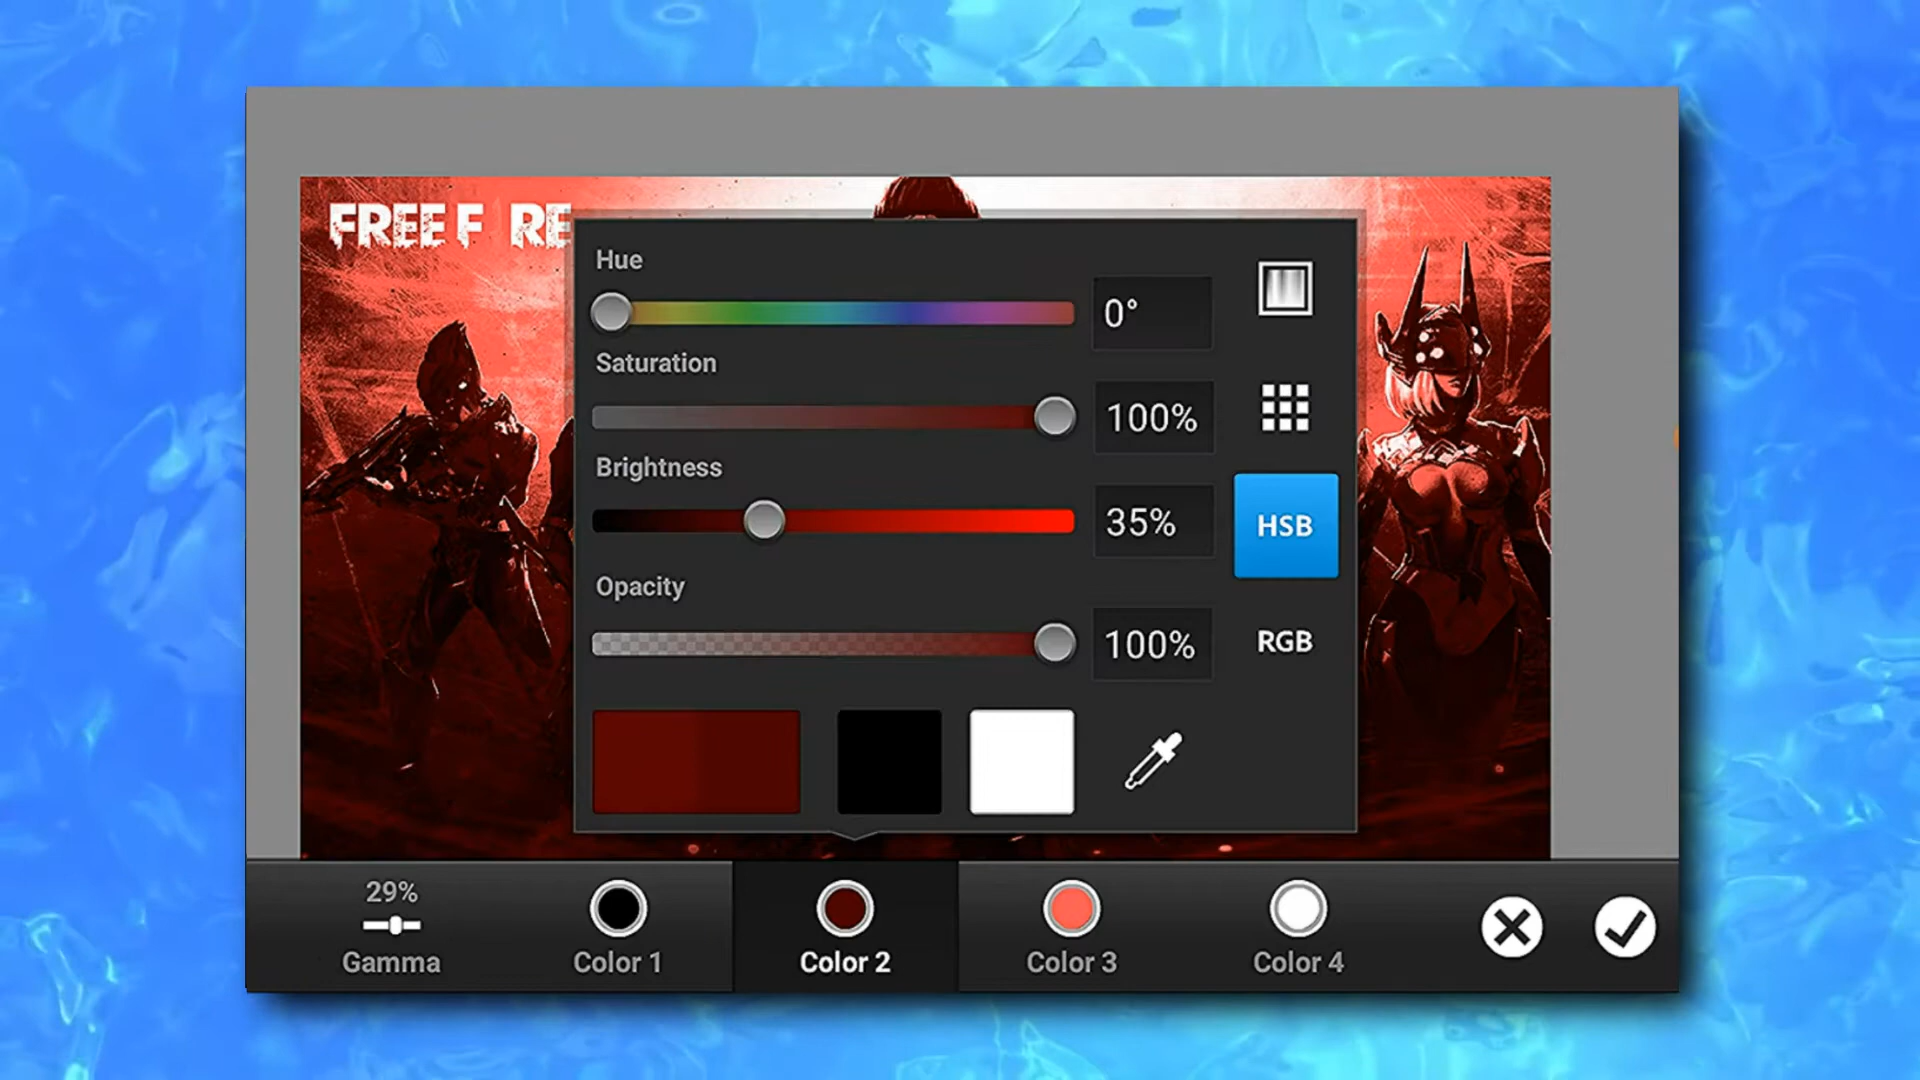 FREE F RE
Hue
0°
Saturation
100%
Brightness
35%
HSB
Opacity
100%
RGB
29%
Gamma
Color 1
Color 2
Color 3
Color 4